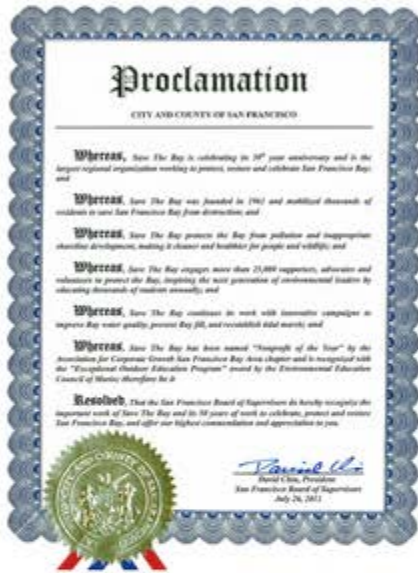 Proclamation
CITY AND COUNTY OF SAN FRANCISCO
Whereas, Save The Bay is celebrating its 50th year anniversary and is the
largest regional organization working to protect, restore and celebrate San Francisco Bay;
and
Whereas, Save The Bay was founded in 1961 and mobilized thousands of
residents to save San Francisco Bay from destruction; and
Whereas, Save The Bay protects the Bay from pollution and inappropriate
shoreline development, making it cleaner and healthier for people and wildlife; and
Whereas, Save The Bay engages more than 25,000 supporters, advocates and
volunteers to protect the Bay, inspiring the next generation of environmental leaders by
educating thousands of students annually; and
Whereas, Save The Bay continues its work with innovative campaigns to
improve Bay water quality, prevent Bay fill, and reestablish tidal marsh; and
Whereas, Save The Bay has been named "Nonprofit of the Year" by the
Association for Corporate Growth San Francisco Bay Area chapter and is recognized with
the "Exceptional Outdoor Education Program" award by the Environmental Education
Council of Marin; therefore be it
Resolved, That the San Francisco Board of Supervisors do hereby recognize the
important work of Save The Bay and its 50 years of work to celebrate, protect and restore
San Francisco Bay, and offer our highest commendation and appreciation to you.
David Chiu
David Chiu, President
San Francisco Board of Supervisors
July 26, 2011
CITY AND COUNTY OF SAN